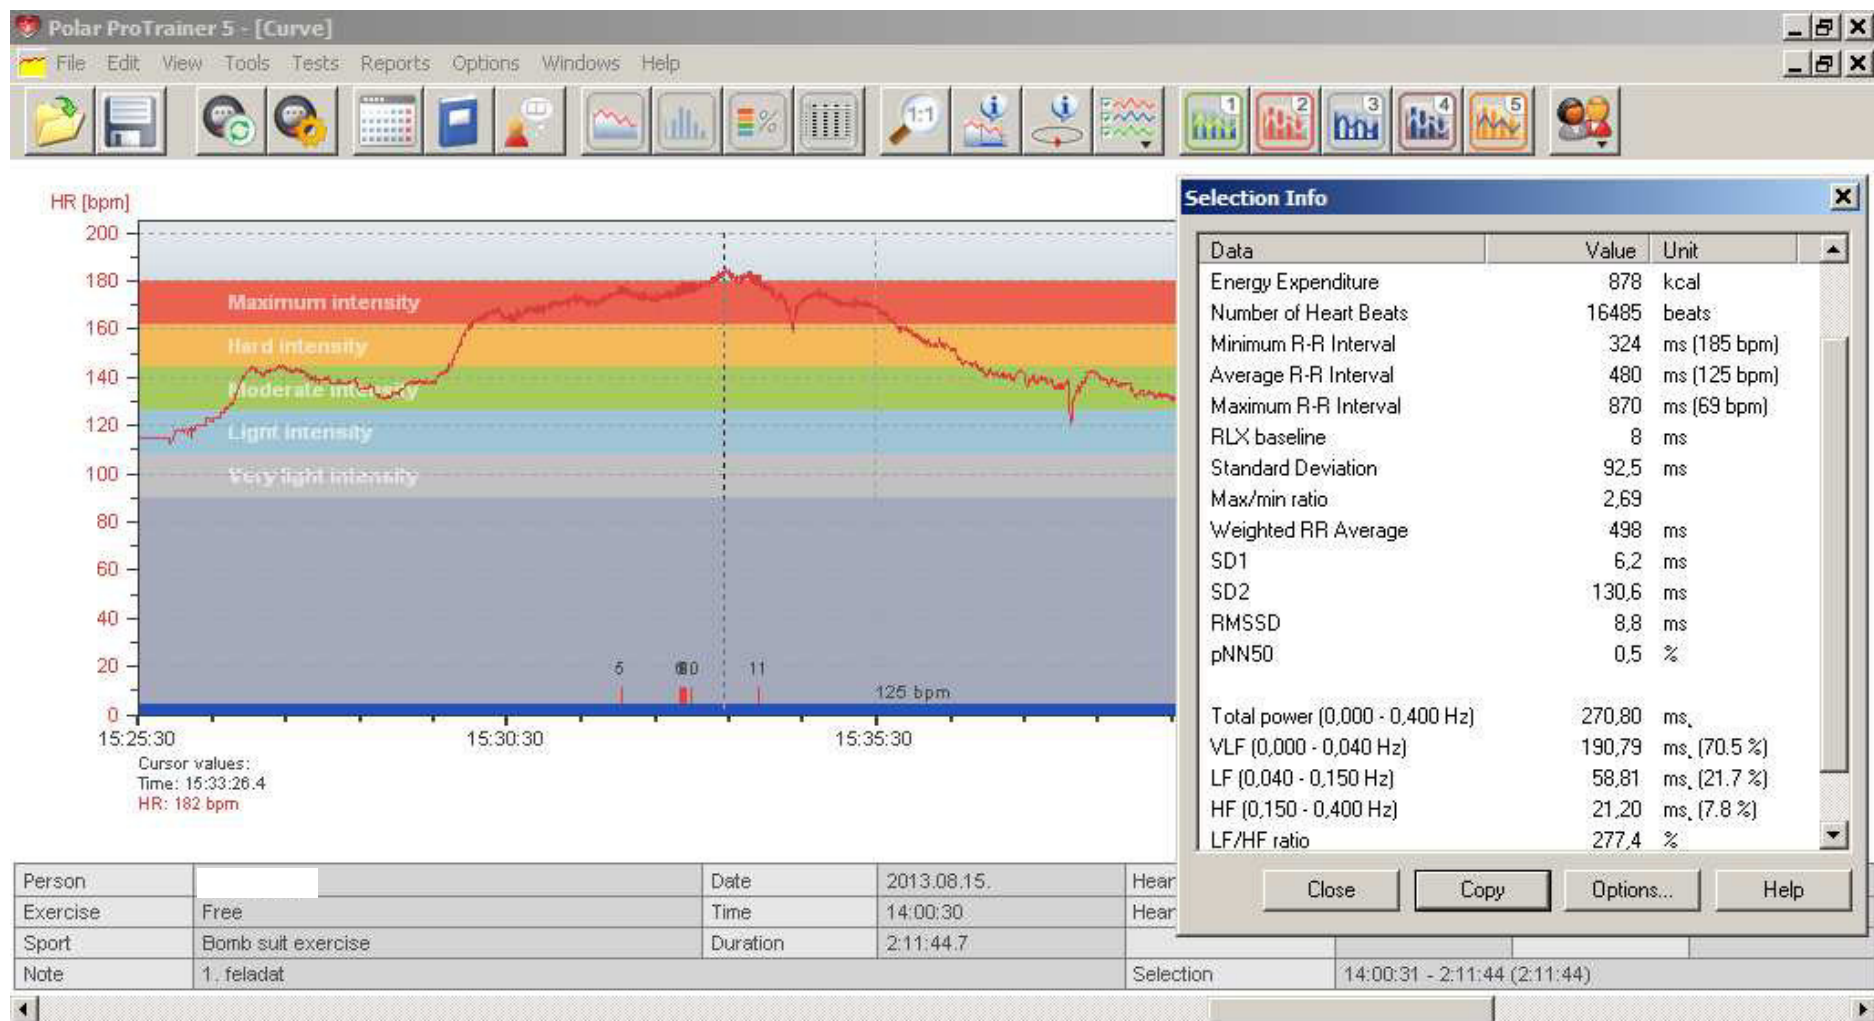 Polar ProTrainer 5 - [Curve]
File Edit View Tools Tests Reports Options Windows Help
1:1 1 2 3 4 5
HR [bpm]
200
180
160
140
120
100
80
60
40
20
0
Maximum intensity
Hard intensity
Moderate intensity
Light intensity
Very light intensity
5 10 11
125 bpm
15:25:30 15:30:30 15:35:30
Cursor values:
Time: 15:33:26.4
HR: 182 bpm
Selection Info
Data Value Unit
Energy Expenditure 878 kcal
Number of Heart Beats 16485 beats
Minimum R-R Interval 324 ms (185 bpm)
Average R-R Interval 480 ms (125 bpm)
Maximum R-R Interval 870 ms (69 bpm)
RLX baseline 8 ms
Standard Deviation 92,5 ms
Max/min ratio 2,69
Weighted RR Average 498 ms
SD1 6,2 ms
SD2 130,6 ms
RMSSD 8,8 ms
pNN50 0,5 %
Total power (0,000 - 0,400 Hz) 270,80 ms˛
VLF (0,000 - 0,040 Hz) 190,79 ms˛ (70.5 %)
LF (0,040 - 0,150 Hz) 58,81 ms˛ (21.7 %)
HF (0,150 - 0,400 Hz) 21,20 ms˛ (7.8 %)
LF/HF ratio 277,4 %
Close Copy Options... Help
Person Date 2013.08.15. Hear
Exercise Free Time 14:00:30 Hear
Sport Bomb suit exercise Duration 2:11:44.7
Note 1. feladat Selection 14:00:31 - 2:11:44 (2:11:44)